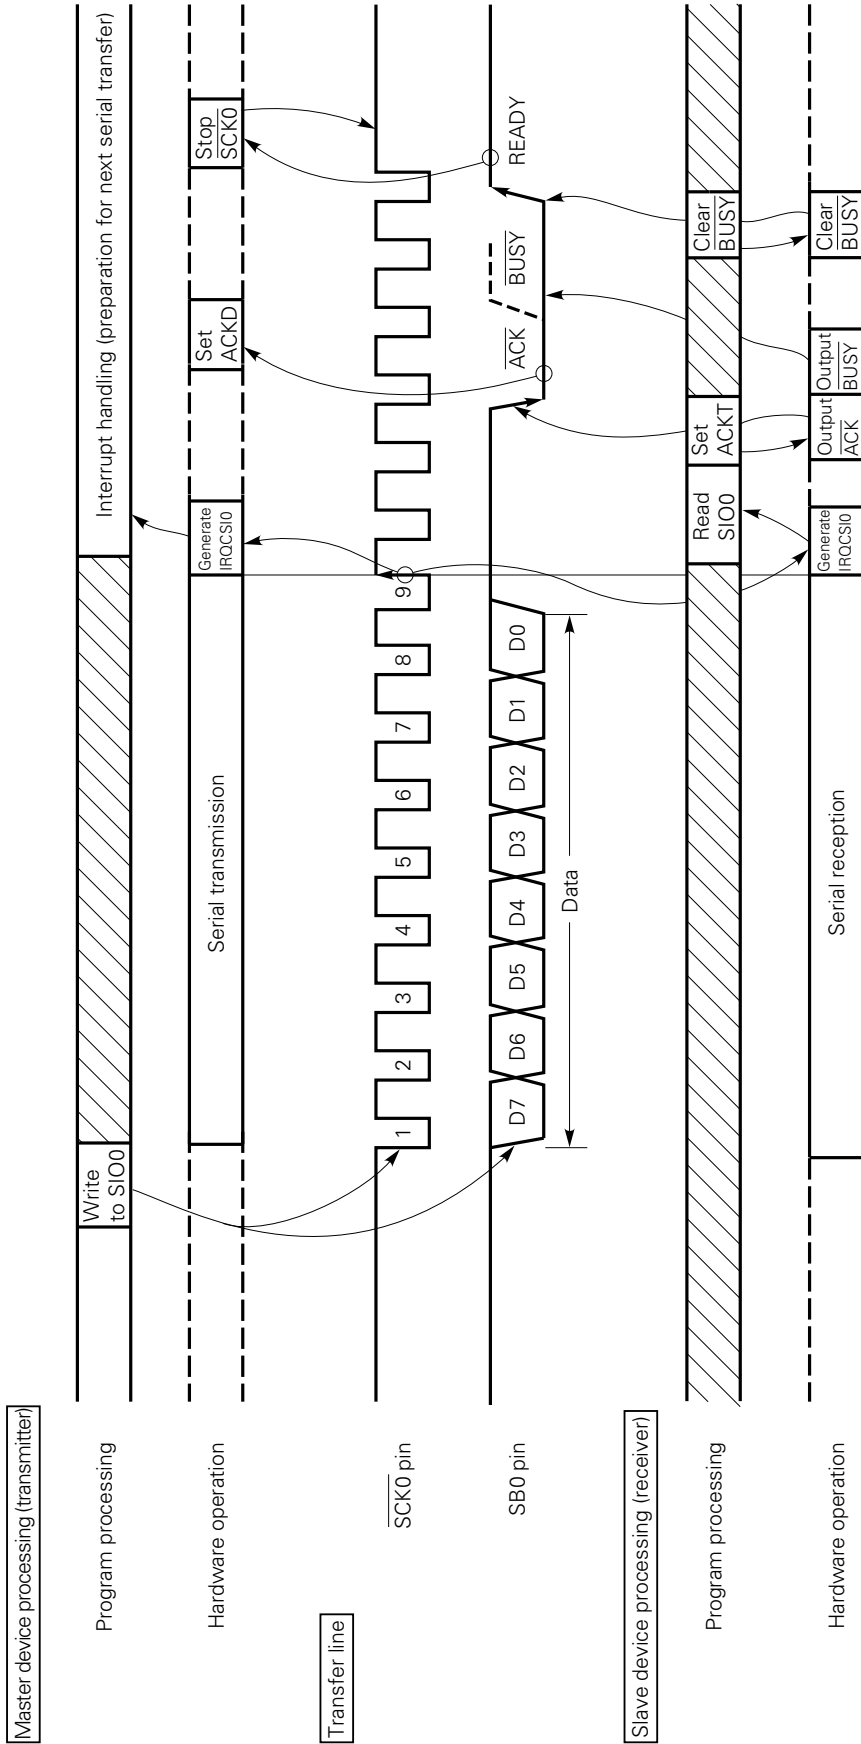 Master device processing (transmitter)
Program processing
Write
to SIO0
Interrupt handling (preparation for next serial transfer)
Hardware operation
Serial transmission
Generate
IRQCSI0
Set
ACKD
Stop
SCK0
Transfer line
SCK0 pin
1
2
3
4
5
6
7
8
9
SB0 pin
D7
D6
D5
D4
D3
D2
D1
D0
ACK
BUSY
READY
Data
Slave device processing (receiver)
Program processing
Read
SIO0
Set
ACKT
Clear
BUSY
Hardware operation
Serial reception
Generate
IRQCSI0
Output
ACK
Output
BUSY
Clear
BUSY